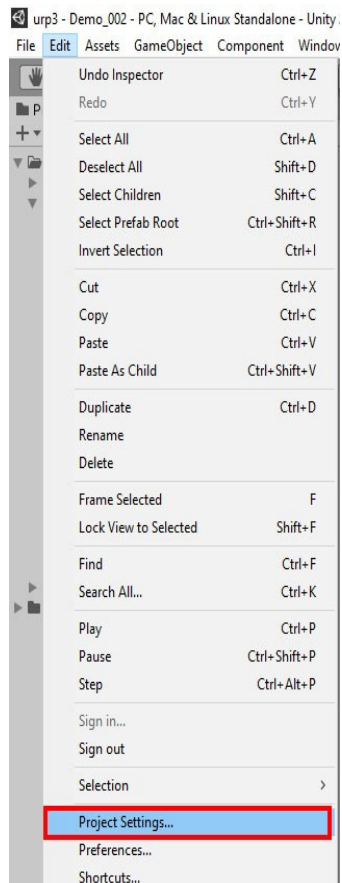 urp3 - Demo_002 - PC, Mac & Linux Standalone - Unity
File Edit Assets GameObject Component Window
P
Undo Inspector Ctrl+Z
Redo Ctrl+Y
Select All Ctrl+A
Deselect All Shift+D
Select Children Shift+C
Select Prefab Root Ctrl+Shift+R
Invert Selection Ctrl+I
Cut Ctrl+X
Copy Ctrl+C
Paste Ctrl+V
Paste As Child Ctrl+Shift+V
Duplicate Ctrl+D
Rename
Delete
Frame Selected F
Lock View to Selected Shift+F
Find Ctrl+F
Search All... Ctrl+K
Play Ctrl+P
Pause Ctrl+Shift+P
Step Ctrl+Alt+P
Sign in...
Sign out
Selection >
Project Settings...
Preferences...
Shortcuts...